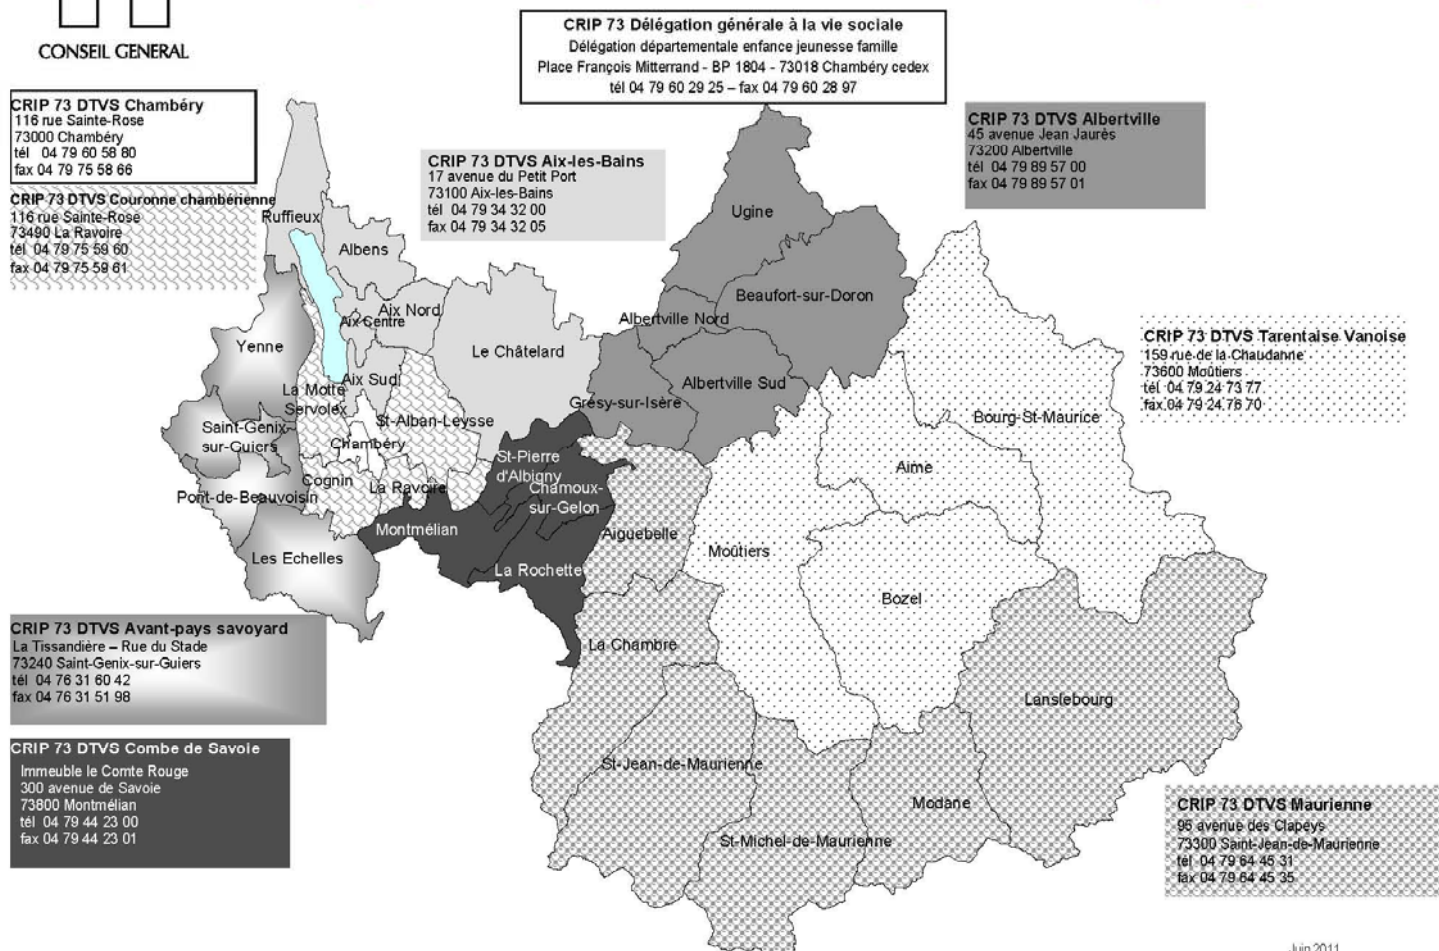 CONSEIL GENERAL
CRIP 73 Délégation générale à la vie sociale
Délégation départementale enfance jeunesse famille
Place François Mitterrand - BP 1804 - 73018 Chambéry cedex
tél 04 79 60 29 25 – fax 04 79 60 28 97
CRIP 73 DTVS Chambéry
116 rue Sainte-Rose
73000 Chambéry
tél 04 79 60 58 80
fax 04 79 75 58 66
CRIP 73 DTVS Couronne chambérienne
116 rue Sainte-Rose
73490 La Ravoire
tél 04 79 75 59 60
fax 04 79 75 59 61
CRIP 73 DTVS Aix-les-Bains
17 avenue du Petit Port
73100 Aix-les-Bains
tél 04 79 34 32 00
fax 04 79 34 32 05
CRIP 73 DTVS Albertville
45 avenue Jean Jaurès
73200 Albertville
tél 04 79 89 57 00
fax 04 79 89 57 01
CRIP 73 DTVS Tarentaise Vanoise
159 rue de la Chaudanne
73600 Moûtiers
tél 04 79 24 73 77
fax 04 79 24 76 70
Ruffieux
Albens
Aix Nord
Aix Centre
Aix Sud
Le Châtelard
Ugine
Beaufort-sur-Doron
Albertville Nord
Albertville Sud
Grésy-sur-Isère
Yenne
La Motte
Servolex
St-Alban-Leysse
Saint-Genix-
sur-Guiers
Chambéry
Cognin
La Ravoire
Pont-de-Beauvoisin
Les Echelles
St-Pierre
d'Albigny
Chamoux-
sur-Gelon
Montmélian
La Rochette
Aiguebelle
Bourg-St-Maurice
Aime
Moûtiers
Bozel
La Chambre
Lanslebourg
St-Jean-de-Maurienne
Modane
St-Michel-de-Maurienne
CRIP 73 DTVS Avant-pays savoyard
La Tissandière – Rue du Stade
73240 Saint-Genix-sur-Guiers
tél 04 76 31 60 42
fax 04 76 31 51 98
CRIP 73 DTVS Combe de Savoie
Immeuble le Comte Rouge
300 avenue de Savoie
73800 Montmélian
tél 04 79 44 23 00
fax 04 79 44 23 01
CRIP 73 DTVS Maurienne
95 avenue des Clapeys
73300 Saint-Jean-de-Maurienne
tél 04 79 64 45 31
fax 04 79 64 45 35
Juin 2011